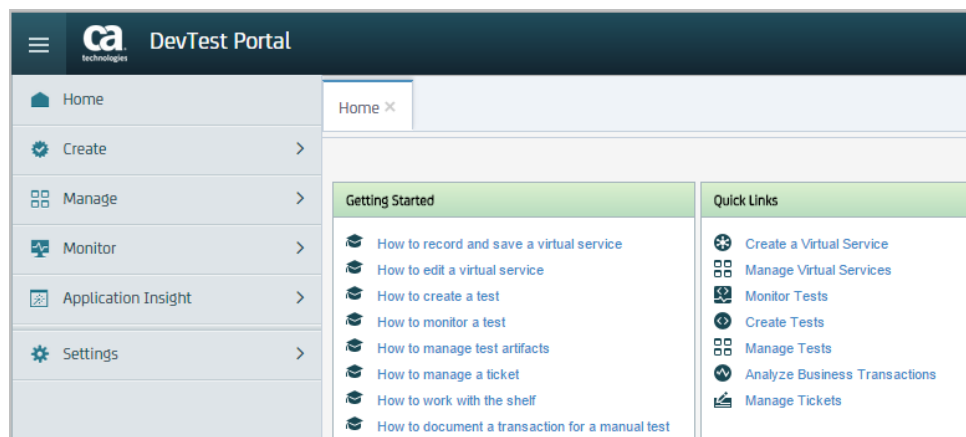 ca
technologies
DevTest Portal
Home
Create
Manage
Monitor
Application Insight
Settings
Home ×
Getting Started
How to record and save a virtual service
How to edit a virtual service
How to create a test
How to monitor a test
How to manage test artifacts
How to manage a ticket
How to work with the shelf
How to document a transaction for a manual test
Quick Links
Create a Virtual Service
Manage Virtual Services
Monitor Tests
Create Tests
Manage Tests
Analyze Business Transactions
Manage Tickets